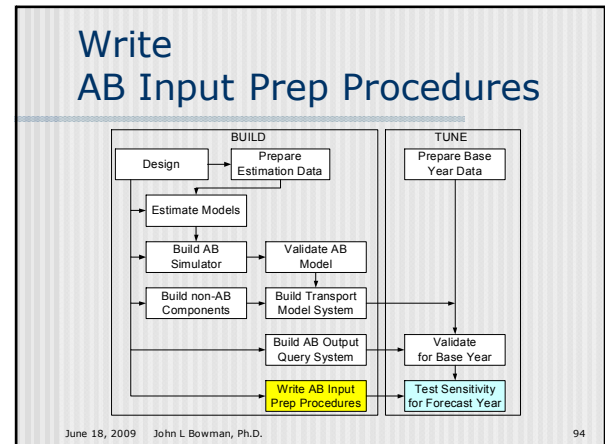 Write
AB Input Prep Procedures
BUILD
TUNE
Design
Prepare
Estimation Data
Prepare Base
Year Data
Estimate Models
Build AB
Simulator
Validate AB
Model
Build non-AB
Components
Build Transport
Model System
Build AB Output
Query System
Validate
for Base Year
Write AB Input
Prep Procedures
Test Sensitivity
for Forecast Year
June 18, 2009 John L Bowman, Ph.D. 94